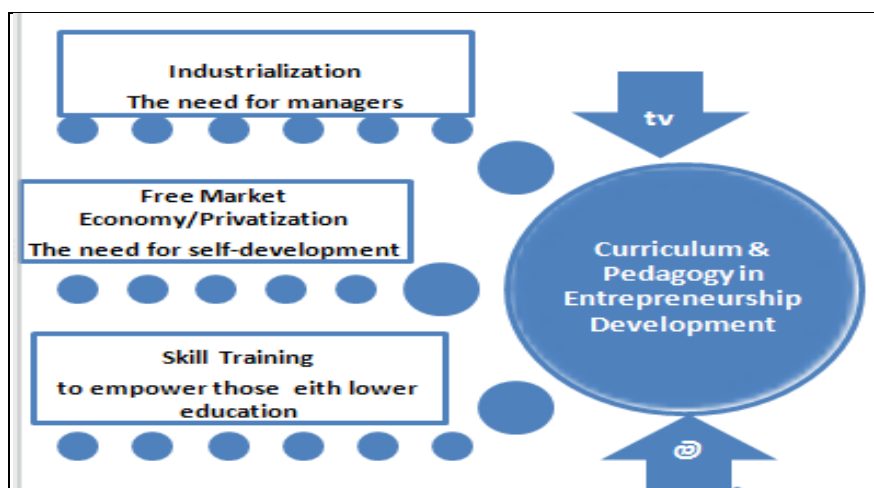 Industrialization
The need for managers
tv
Free Market
Economy/Privatization
The need for self-development
Curriculum &
Pedagogy in
Entrepreneurship
Development
Skill Training
to empower those eith lower
education